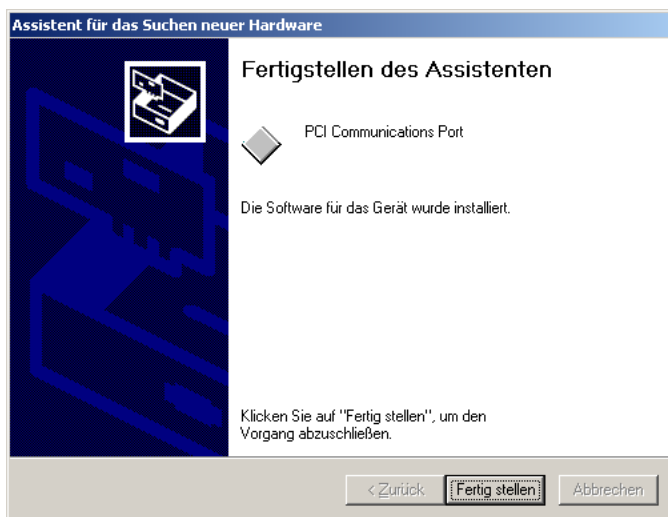 Assistent für das Suchen neuer Hardware
Fertigstellen des Assistenten
PCI Communications Port
Die Software für das Gerät wurde installiert.
Klicken Sie auf "Fertig stellen", um den
Vorgang abzuschließen.
< Zurück
Fertig stellen
Abbrechen